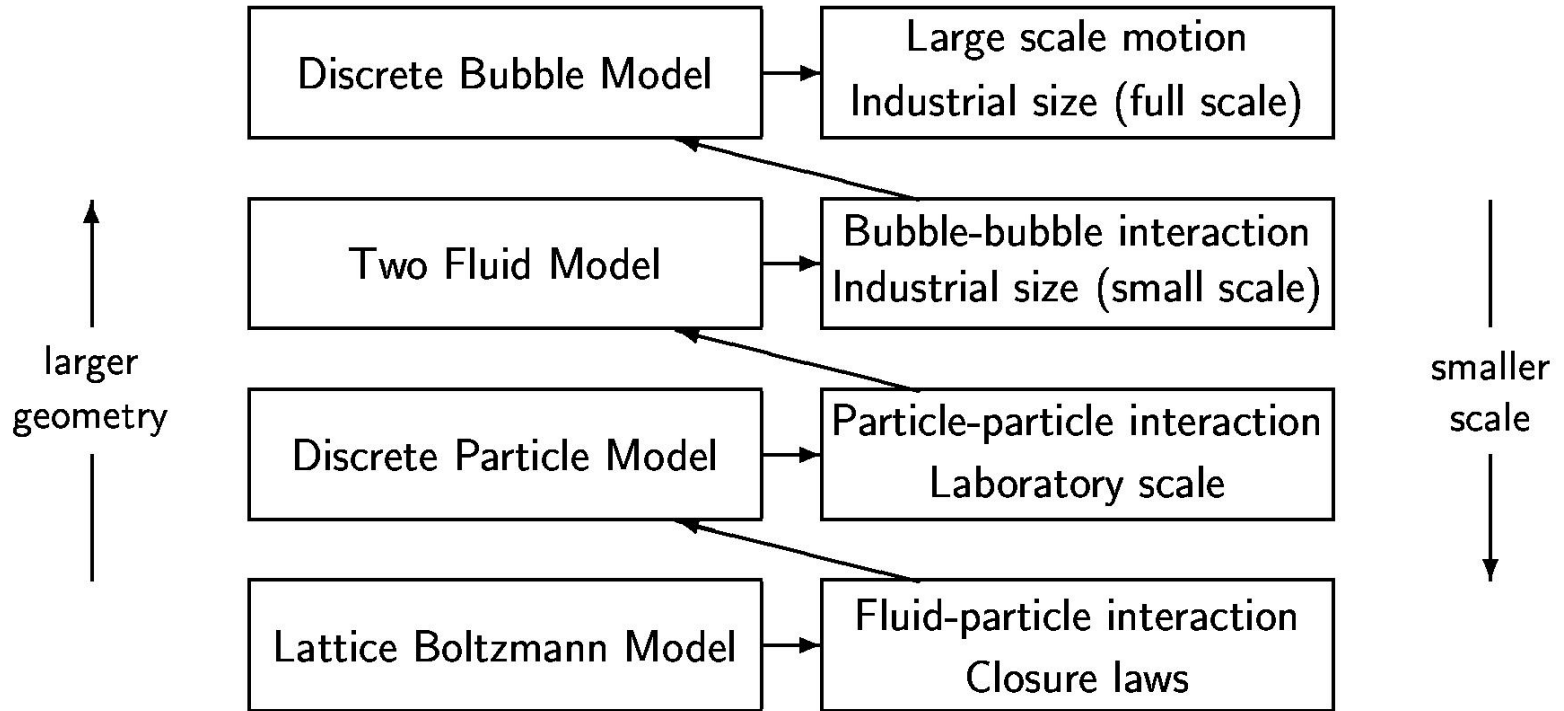 Discrete Bubble Model
Large scale motion
Industrial size (full scale)
Two Fluid Model
Bubble-bubble interaction
Industrial size (small scale)
larger
geometry
smaller
scale
Discrete Particle Model
Particle-particle interaction
Laboratory scale
Lattice Boltzmann Model
Fluid-particle interaction
Closure laws